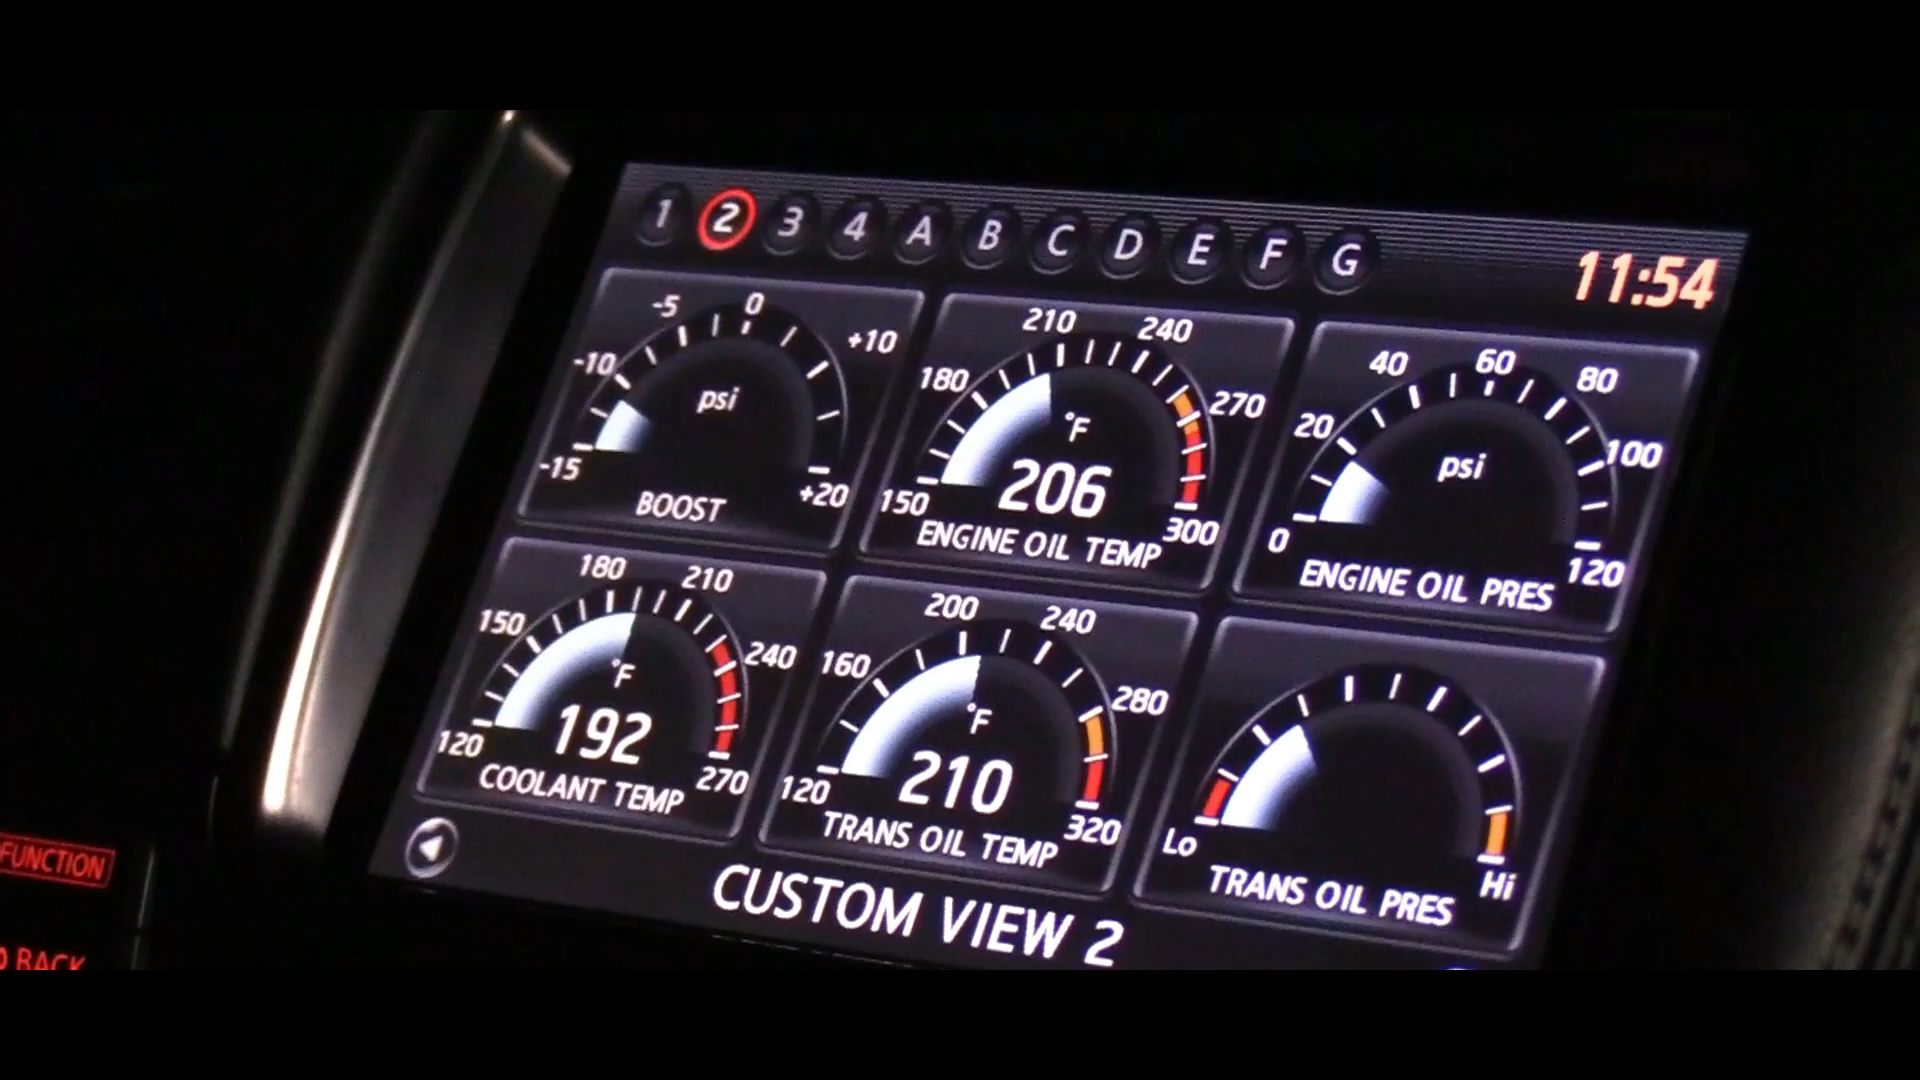 1 2 3 4 A B C D E F G
11:54
-15 -10 -5 0 +10 +20
psi
BOOST
150 180 210 240 270 300
°F
206
ENGINE OIL TEMP
0 20 40 60 80 100 120
psi
ENGINE OIL PRES
120 150 180 210 240 270
°F
192
COOLANT TEMP
120 160 200 240 280 320
°F
210
TRANS OIL TEMP
Lo Hi
TRANS OIL PRES
CUSTOM VIEW 2
FUNCTION
BACK